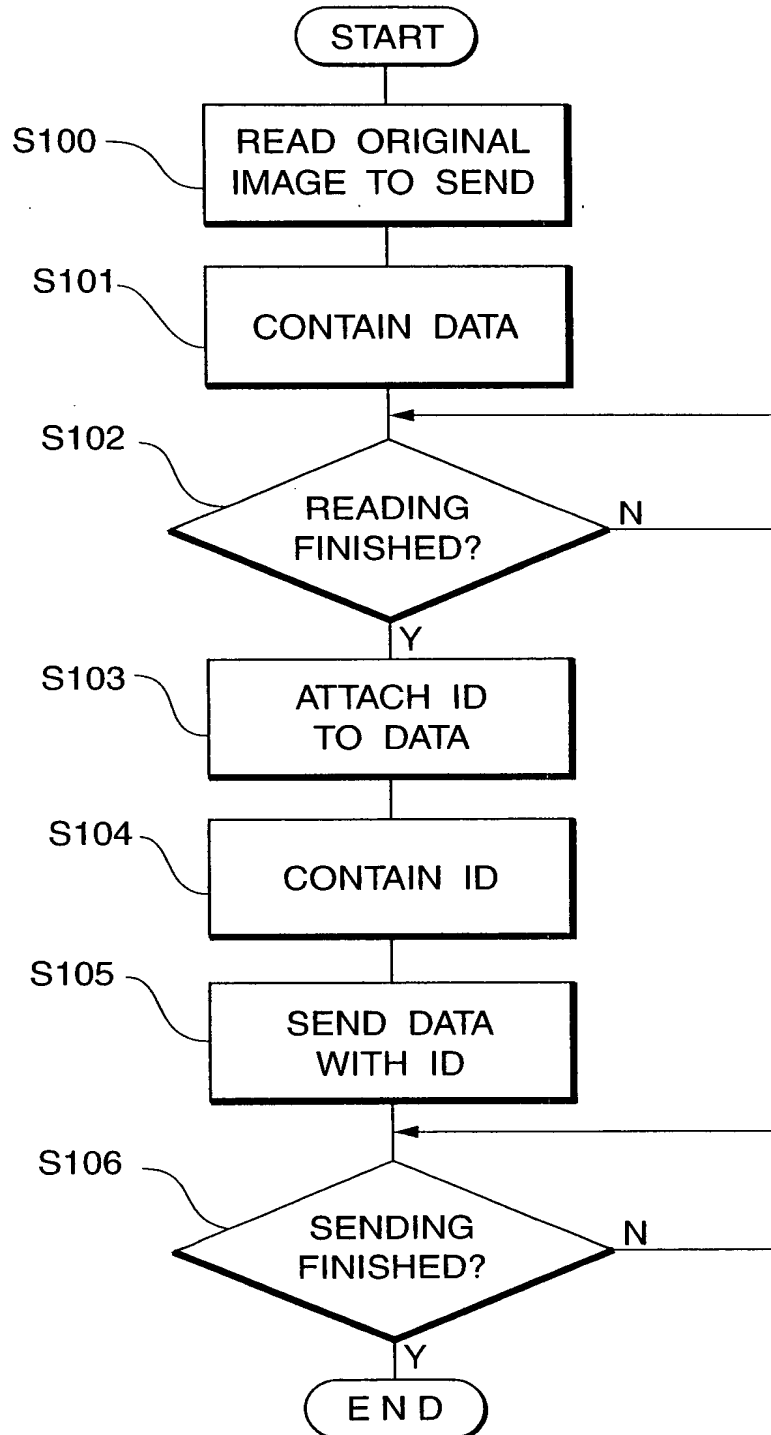 START
S100
READ ORIGINAL
IMAGE TO SEND
S101
CONTAIN DATA
S102
READING
FINISHED?
N
Y
S103
ATTACH ID
TO DATA
S104
CONTAIN ID
S105
SEND DATA
WITH ID
S106
SENDING
FINISHED?
N
Y
END